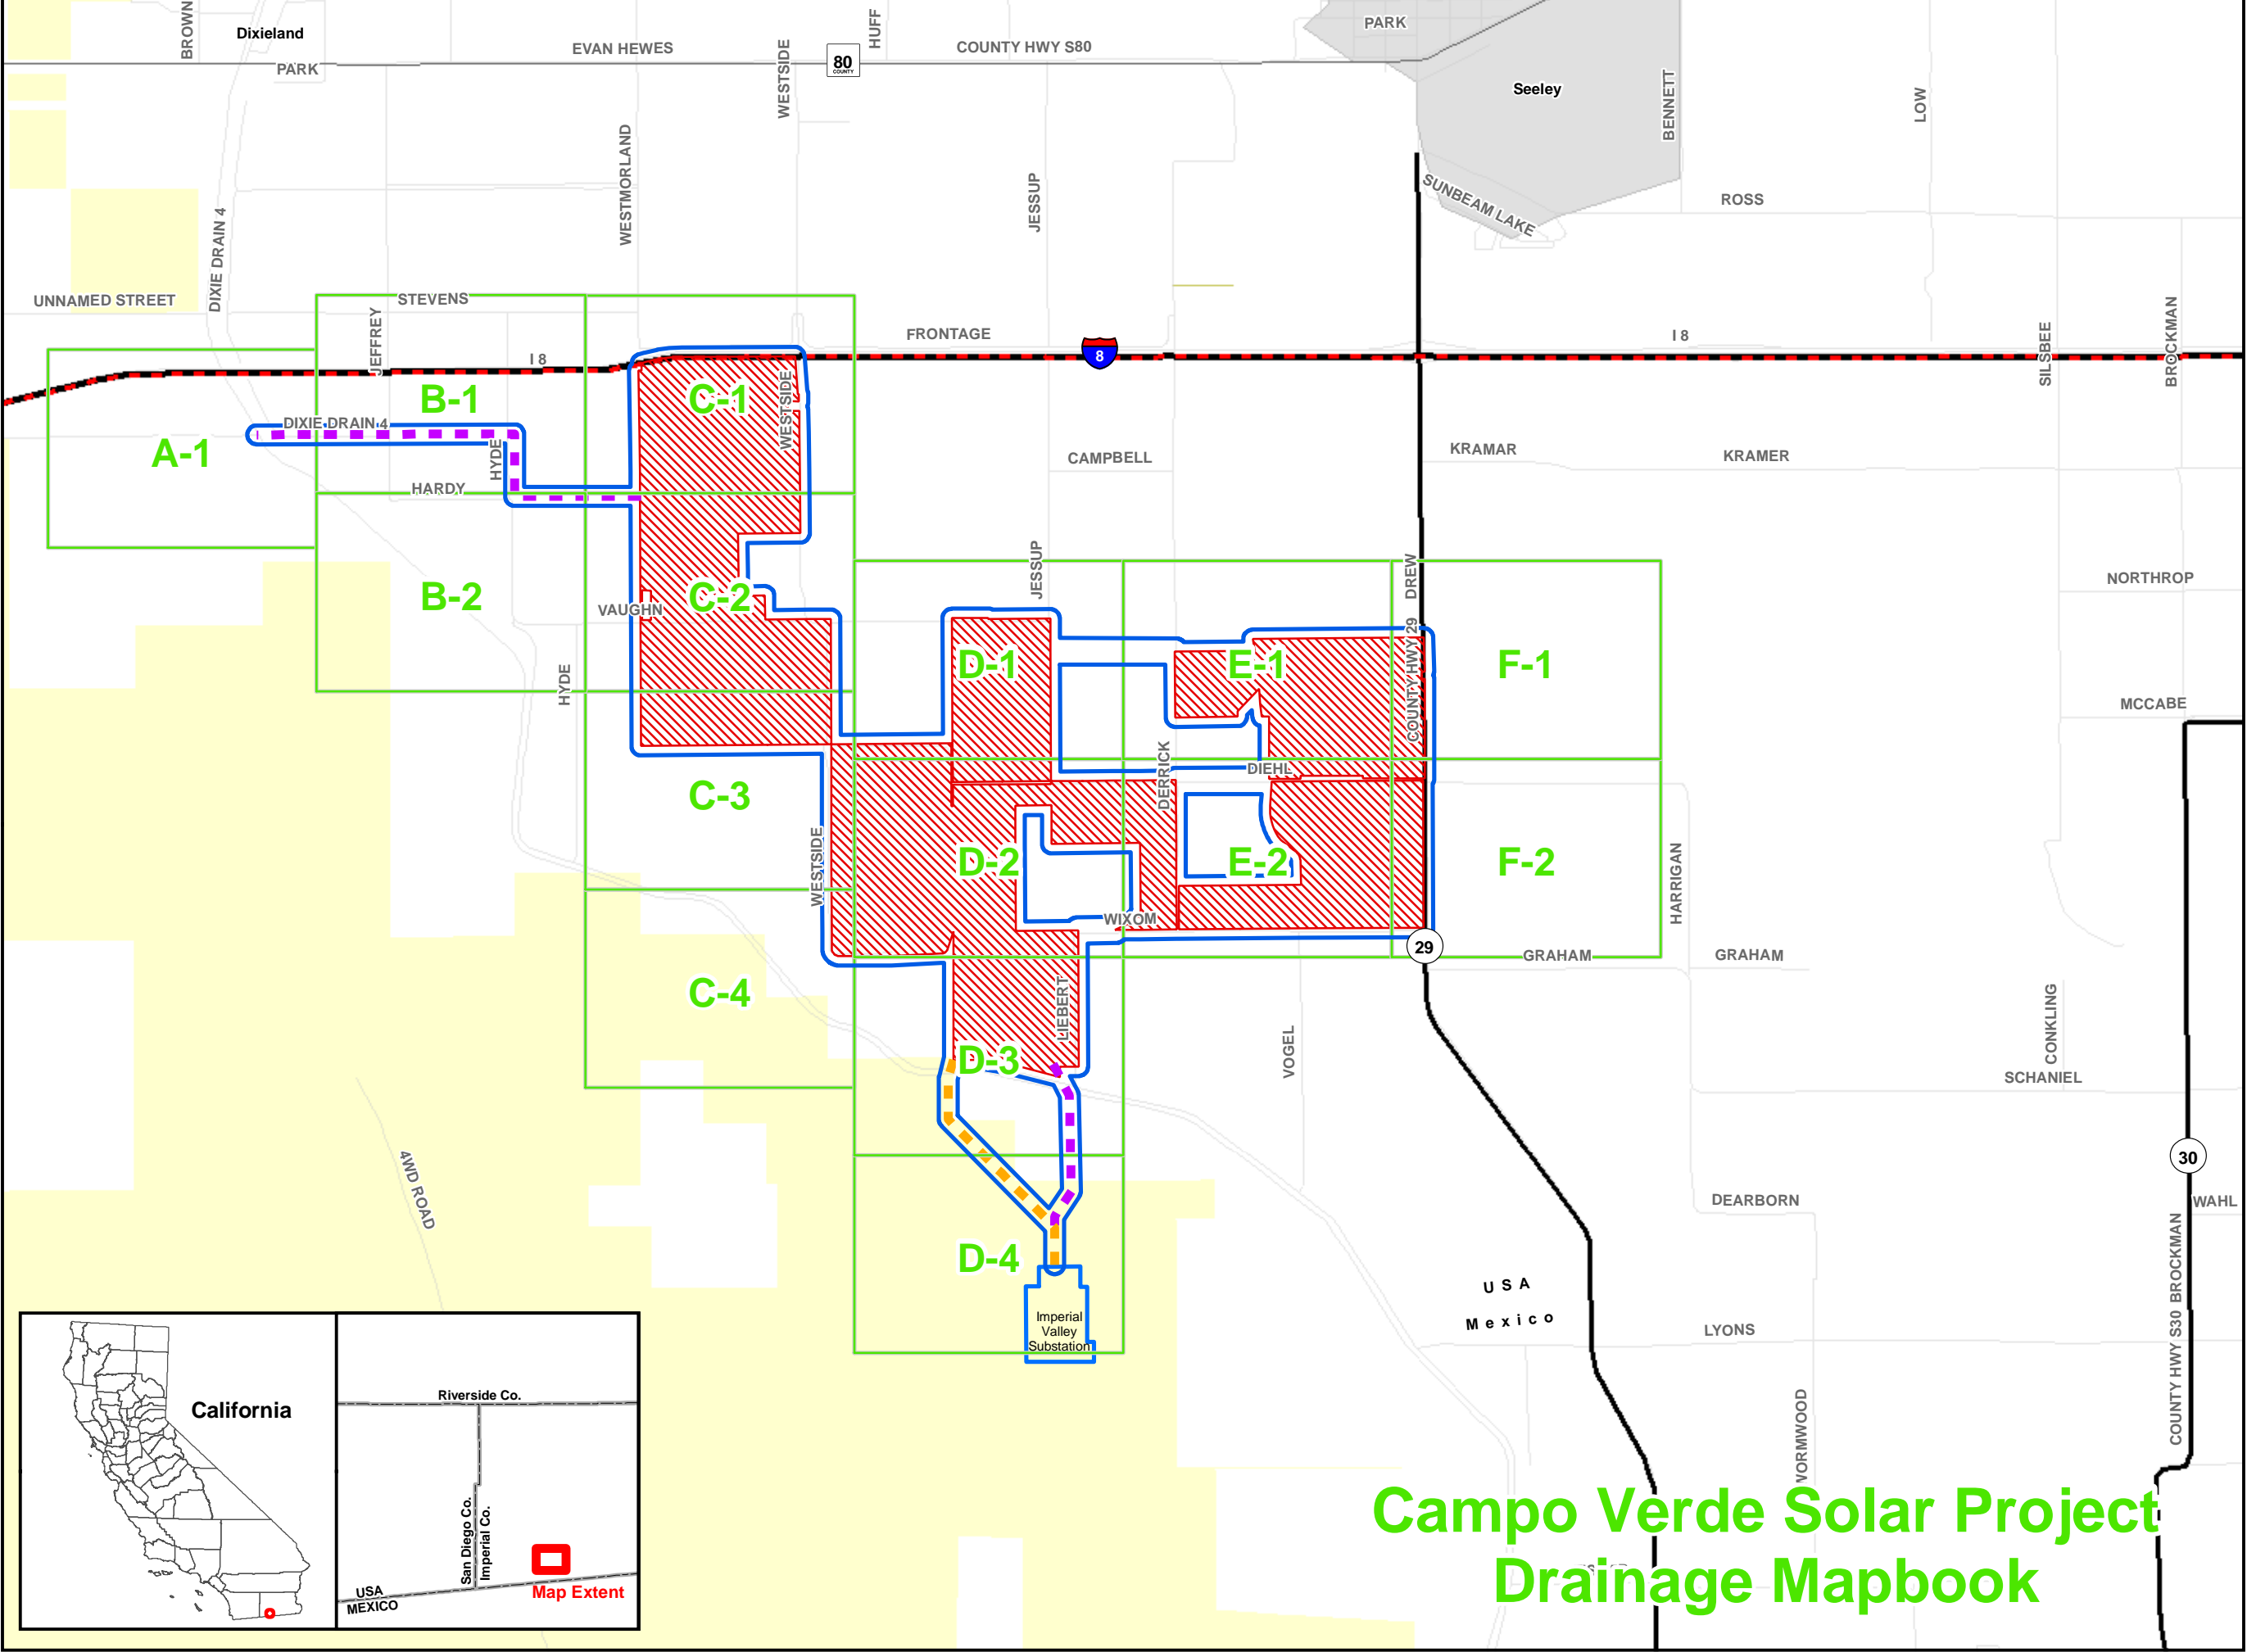 BROWN
Dixieland
PARK
EVAN HEWES
WESTSIDE
80
COUNTY
HUFF
COUNTY HWY S80
PARK
Seeley
BENNETT
LOW
WESTMORLAND
JESSUP
SUNBEAM LAKE
ROSS
DIXIE DRAIN 4
UNNAMED STREET
STEVENS
JEFFREY
I 8
FRONTAGE
8
I 8
SILSBEE
BROCKMAN
B-1
C-1
WESTSIDE
DIXIE DRAIN 4
A-1
HYDE
HARDY
CAMPBELL
KRAMAR
KRAMER
B-2
VAUGHN
C-2
JESSUP
DREW
NORTHROP
HYDE
D-1
E-1
COUNTY HWY 29
F-1
MCCABE
C-3
DERRICK
DIEHL
WESTSIDE
D-2
E-2
F-2
HARRIGAN
WIXOM
29
GRAHAM
GRAHAM
C-4
LIEBERT
D-3
VOGEL
CONKLING
SCHANIEL
4WD ROAD
30
DEARBORN
WAHL
D-4
Imperial
Valley
Substation
USA
Mexico
LYONS
COUNTY HWY S30 BROCKMAN
WORMWOOD
California
Riverside Co.
San Diego Co.
Imperial Co.
USA
MEXICO
Map Extent
Campo Verde Solar Project
Drainage Mapbook